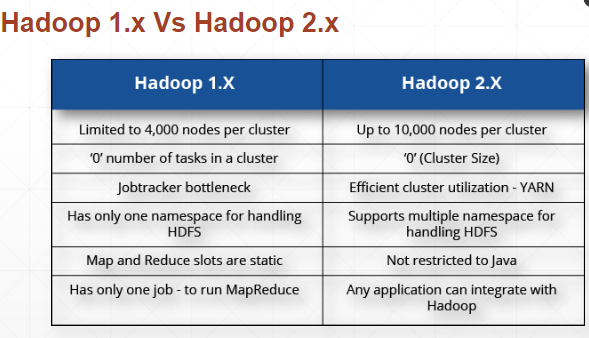 Hadoop 1.x Vs Hadoop 2.x
Hadoop 1.X
Hadoop 2.X
Limited to 4,000 nodes per cluster
Up to 10,000 nodes per cluster
'0' number of tasks in a cluster
'0' (Cluster Size)
Jobtracker bottleneck
Efficient cluster utilization - YARN
Has only one namespace for handling
HDFS
Supports multiple namespace for
handling HDFS
Map and Reduce slots are static
Not restricted to Java
Has only one job - to run MapReduce
Any application can integrate with
Hadoop